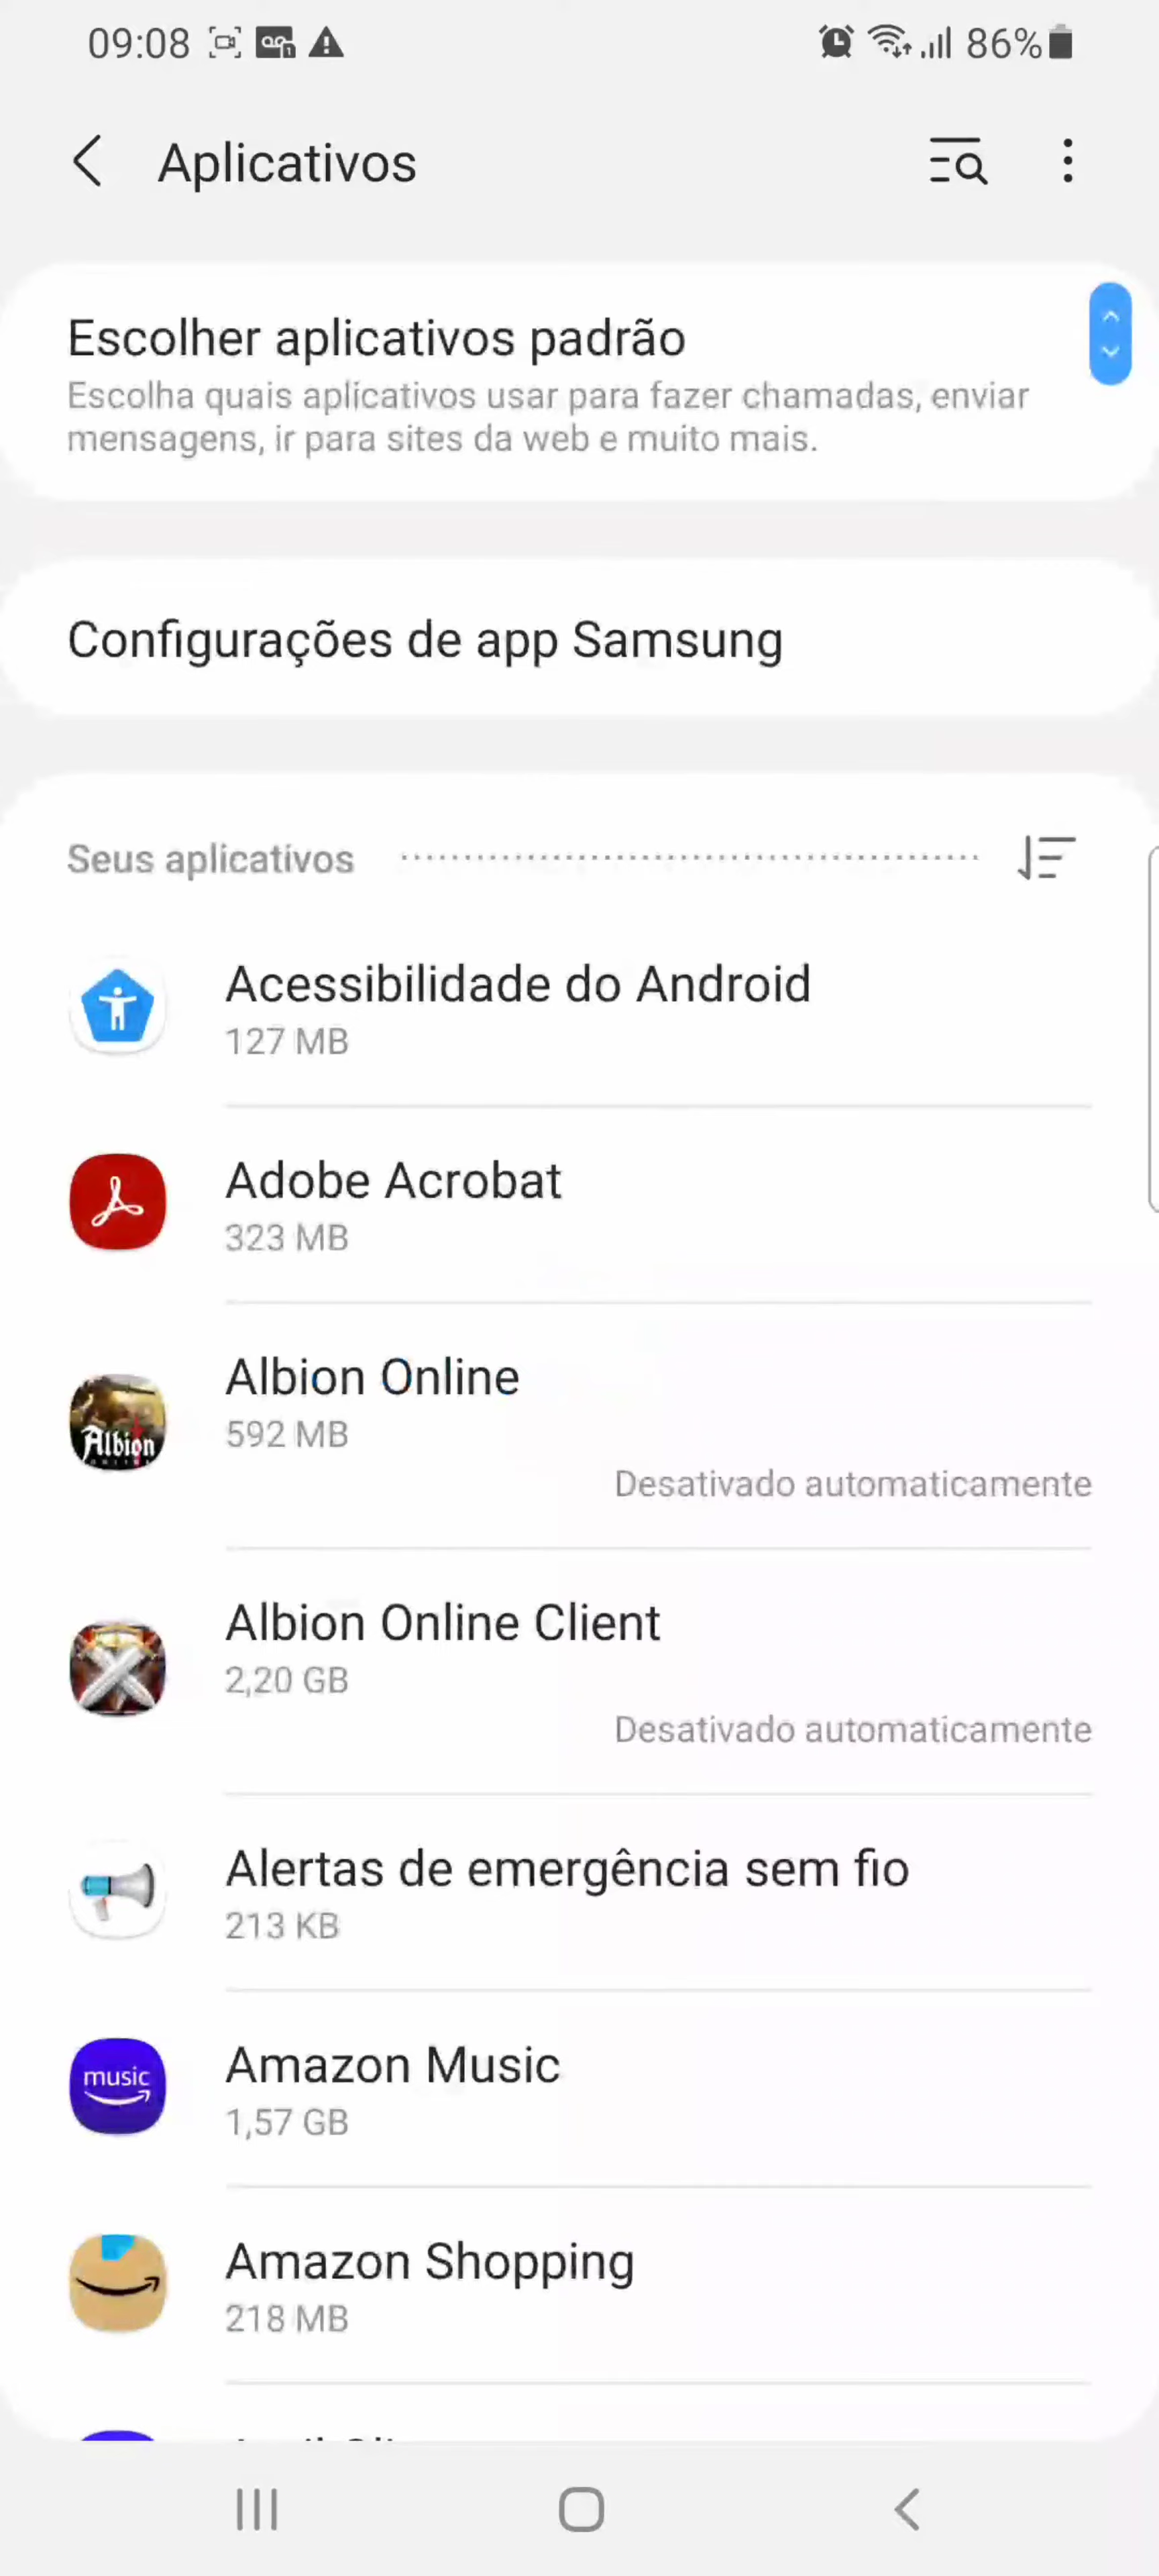 09:08
86%
Aplicativos
Escolher aplicativos padrão
Escolha quais aplicativos usar para fazer chamadas, enviar
mensagens, ir para sites da web e muito mais.
Configurações de app Samsung
Seus aplicativos
Acessibilidade do Android
127 MB
Adobe Acrobat
323 MB
Albion Online
592 MB
Albion
ONLINE
Desativado automaticamente
Albion Online Client
2,20 GB
Desativado automaticamente
Alertas de emergência sem fio
213 KB
Amazon Music
music
1,57 GB
Amazon Shopping
218 MB